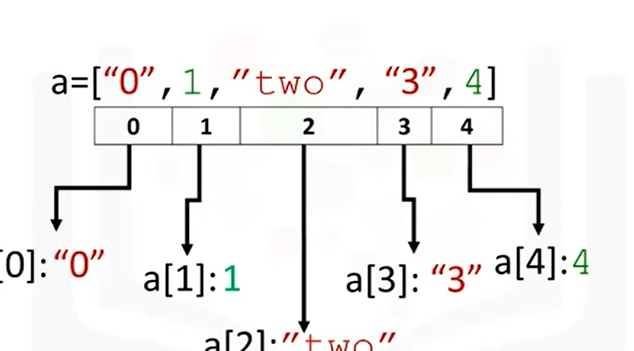 a=["0", 1, "two", "3", 4]
0 1 2 3 4
[0]: "0"
a[1]: 1
a[3]: "3"
a[4]: 4
a[2]: "two"